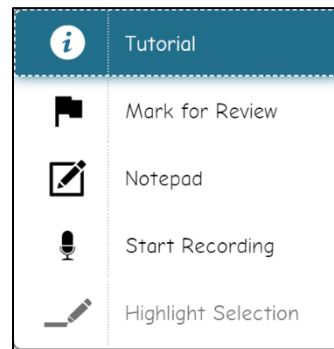 Tutorial
Mark for Review
Notepad
Start Recording
Highlight Selection